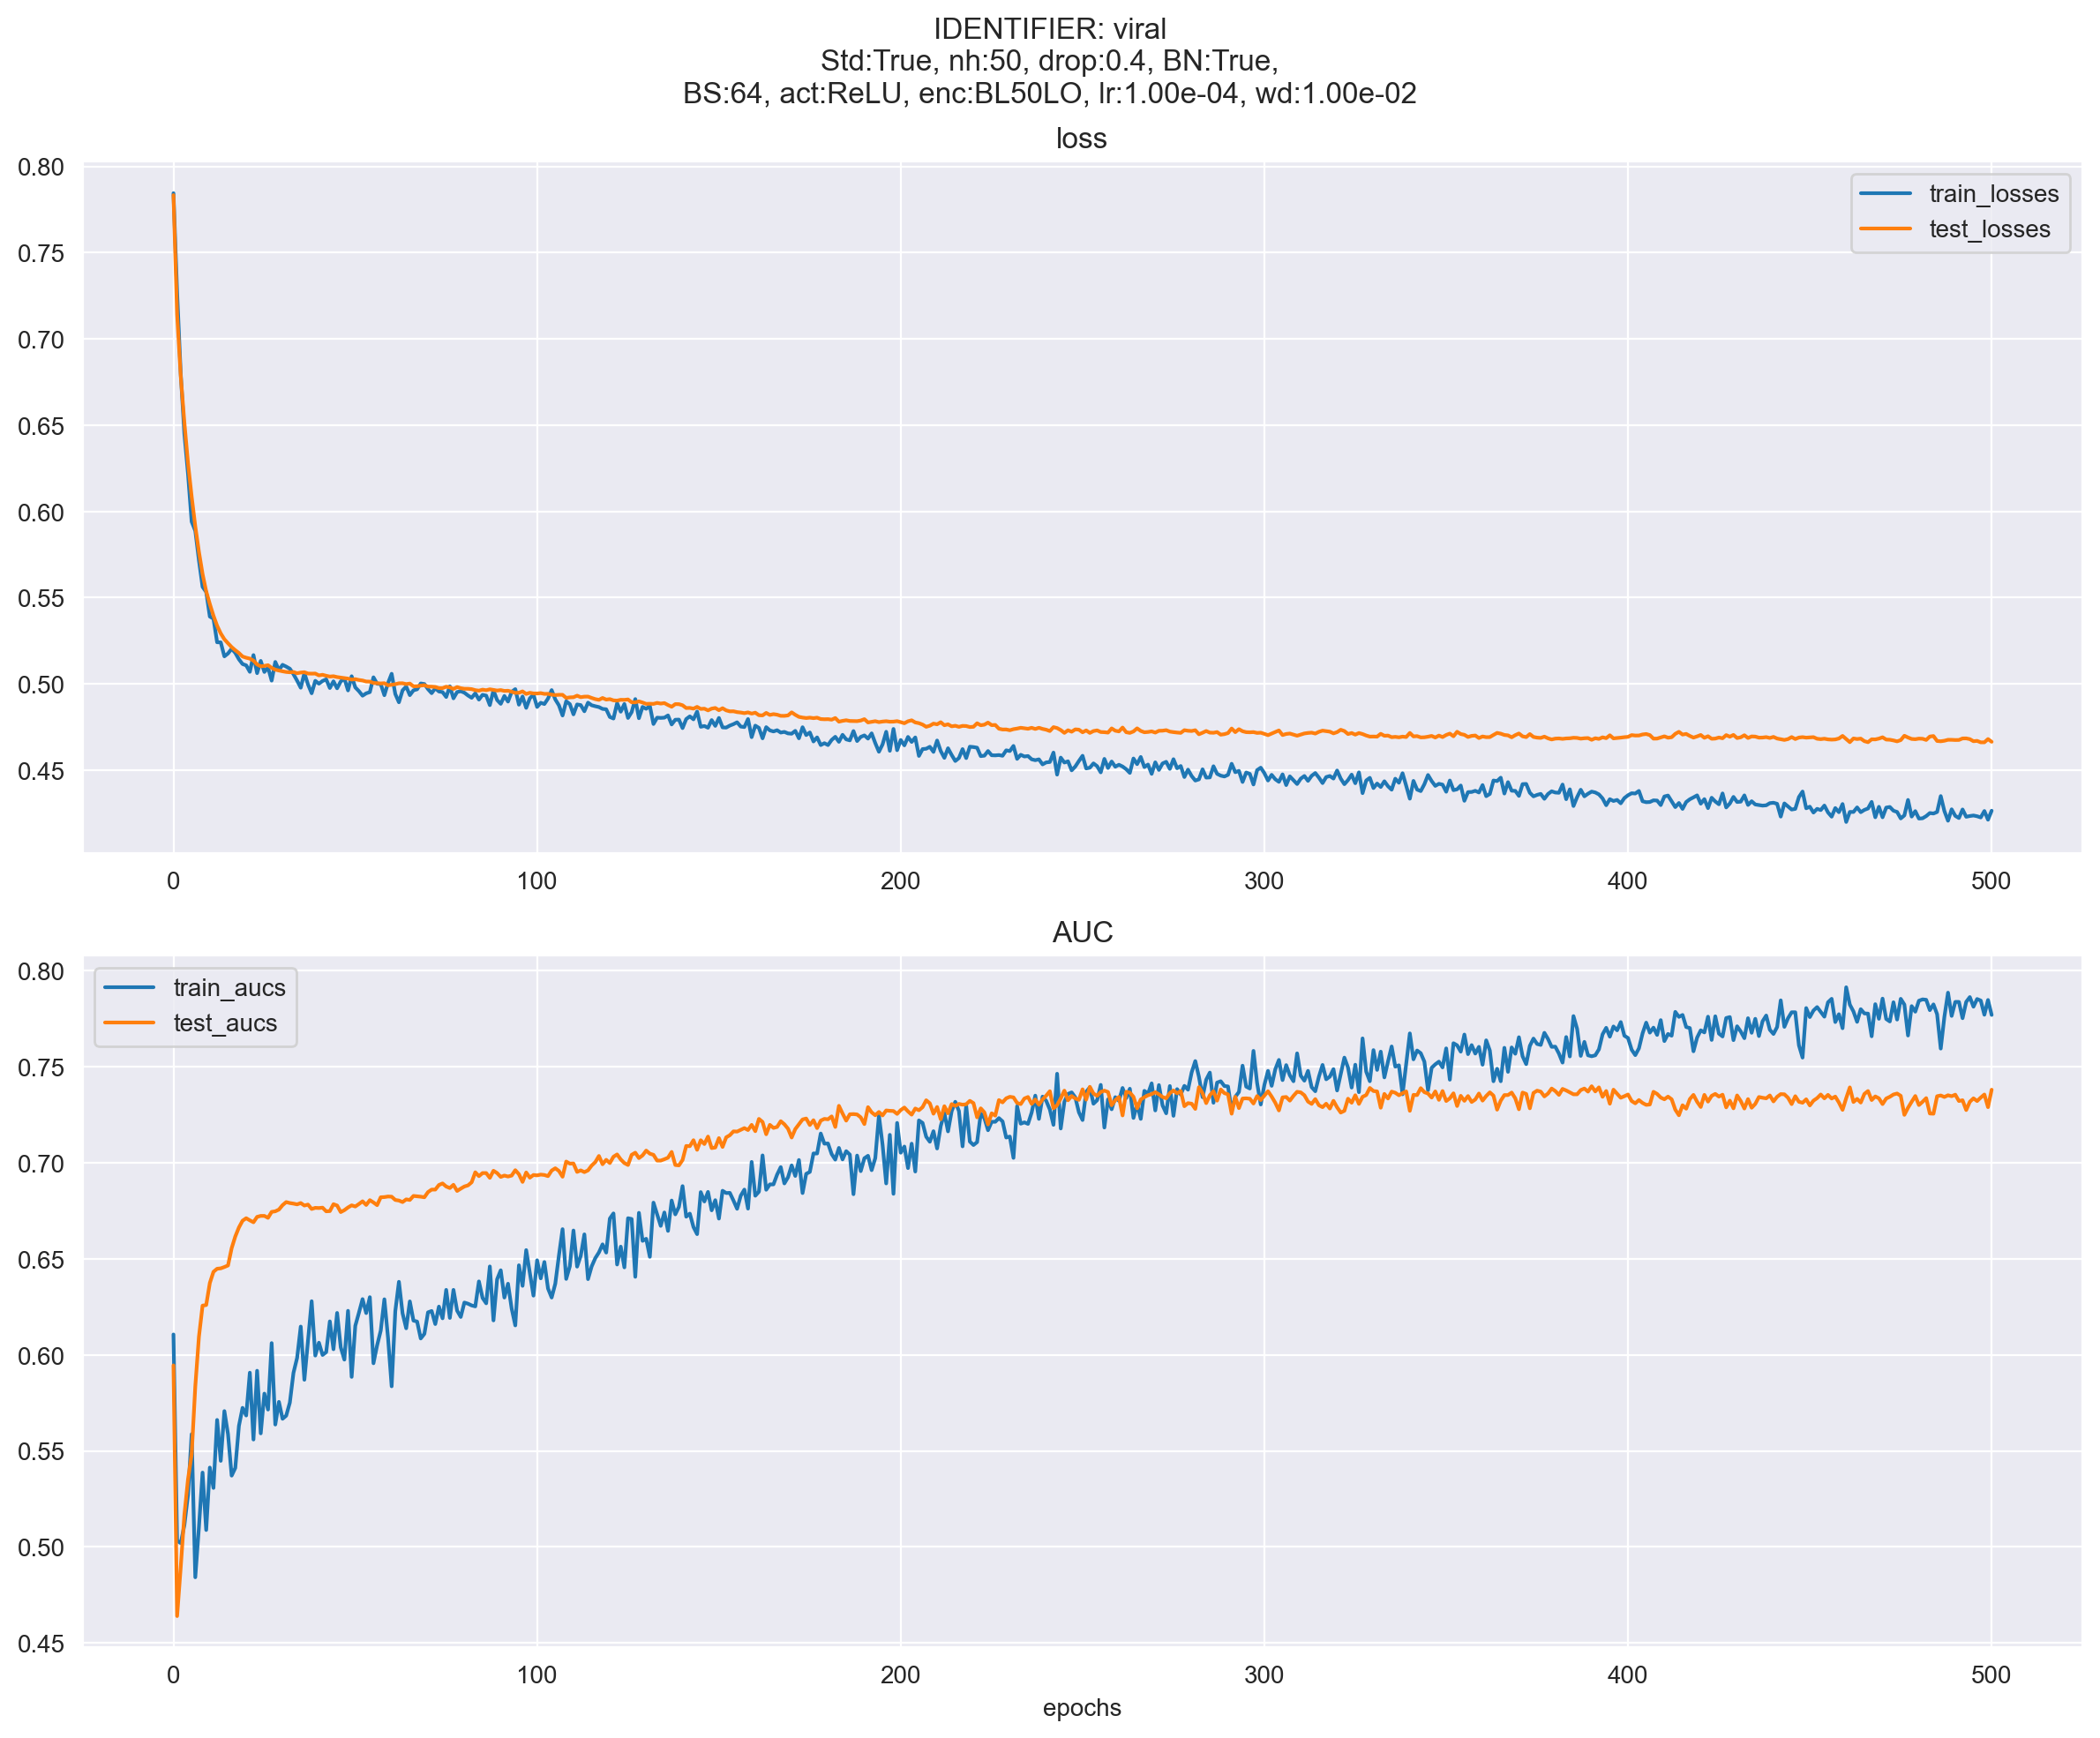 IDENTIFIER: viral
Std:True, nh:50, drop:0.4, BN:True,
BS:64, act:ReLU, enc:BL50LO, lr:1.00e-04, wd:1.00e-02
loss
0.80
0.75
0.70
0.65
0.60
0.55
0.50
0.45
train_losses
test_losses
0 100 200 300 400 500
AUC
0.80
0.75
0.70
0.65
0.60
0.55
0.50
0.45
train_aucs
test_aucs
0 100 200 300 400 500
epochs